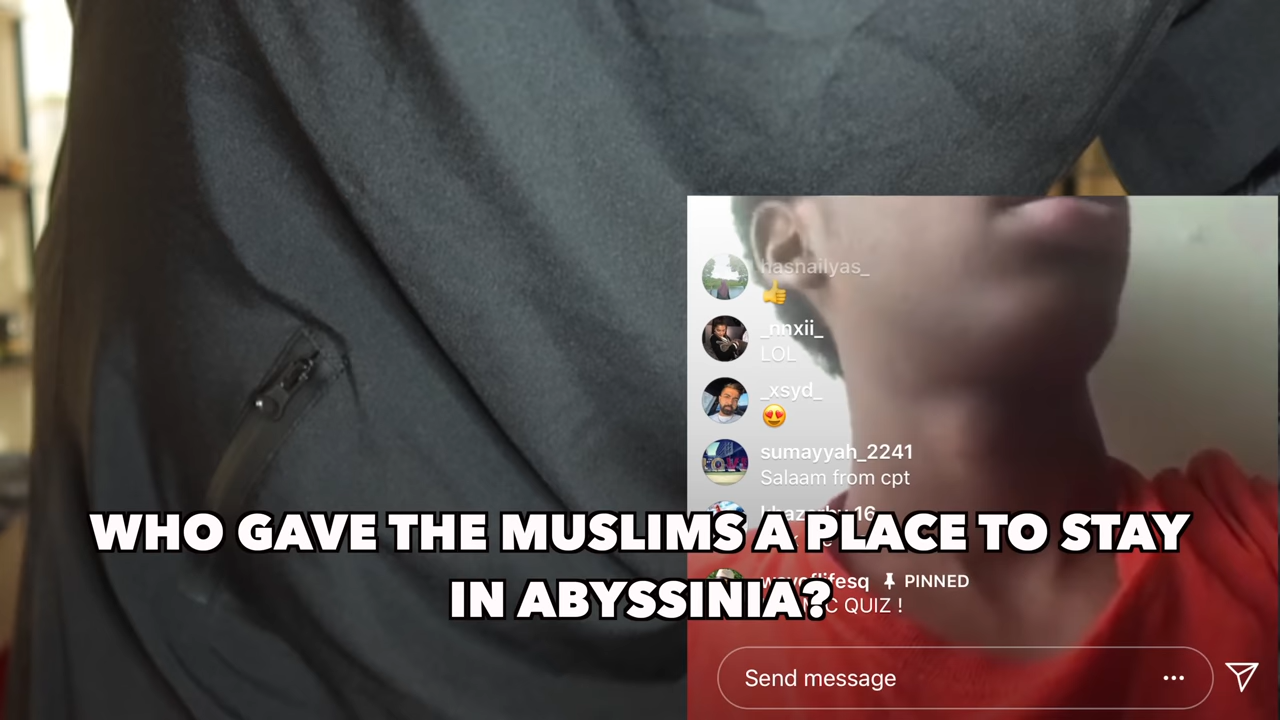 hasnailyas_
_nnxii_
LOL
_xsyd_
sumayyah_2241
Salaam from cpt
WHO GAVE THE MUSLIMS A PLACE TO STAY
IN ABYSSINIA?
PINNED
QUIZ !
Send message